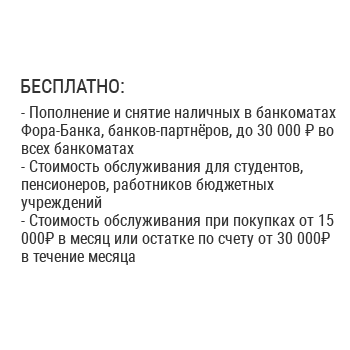 БЕСПЛАТНО:
- Пополнение и снятие наличных в банкоматах
Фора-Банка, банков-партнёров, до 30 000 ₽ во
всех банкоматах
- Стоимость обслуживания для студентов,
пенсионеров, работников бюджетных
учреждений
- Стоимость обслуживания при покупках от 15
000₽ в месяц или остатке по счету от 30 000₽
в течение месяца